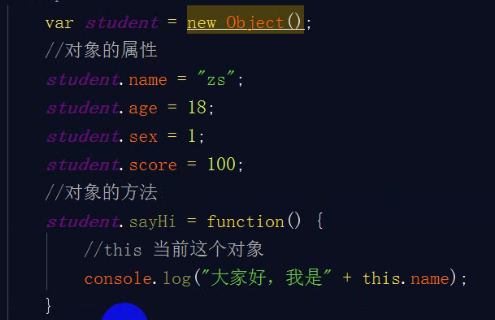 var student = new Object();
//对象的属性
student.name = "zs";
student.age = 18;
student.sex = 1;
student.score = 100;
//对象的方法
student.sayHi = function() {
//this 当前这个对象
console.log("大家好，我是" + this.name);
}